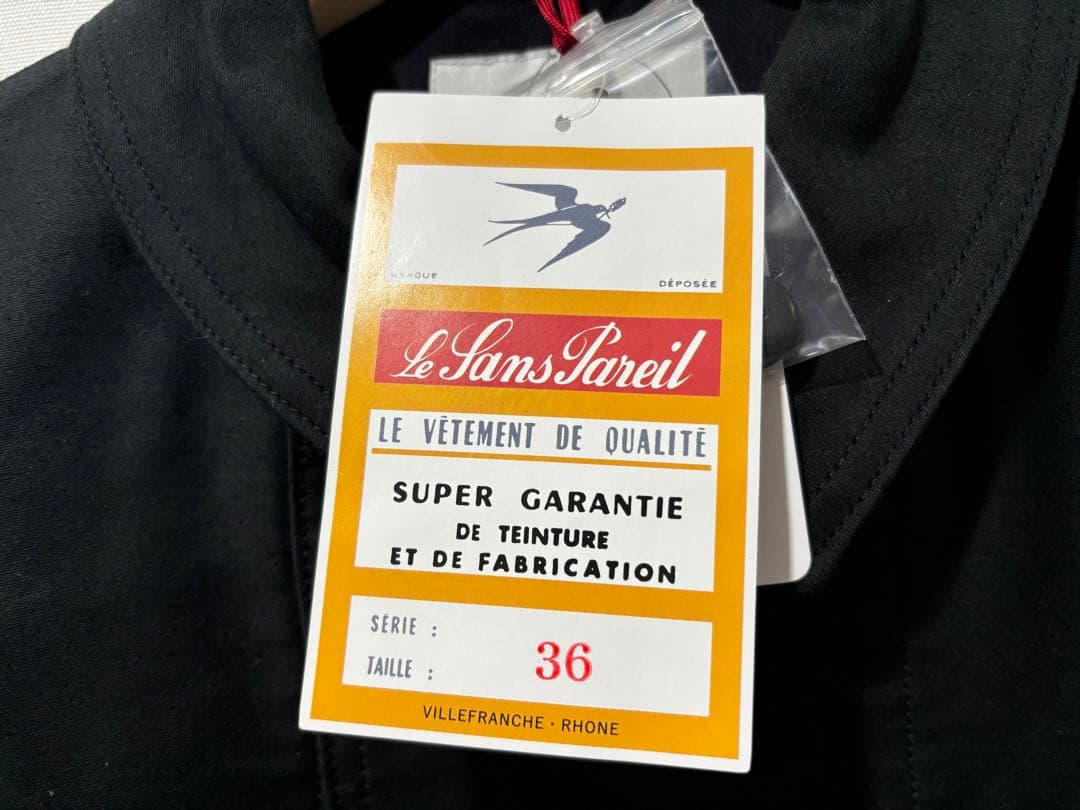 MARQUE
DÉPOSÉE
Le Sans Pareil
LE VÊTEMENT DE QUALITÉ
SUPER GARANTIE
DE TEINTURE
ET DE FABRICATION
SÉRIE :
TAILLE :
36
VILLEFRANCHE · RHONE